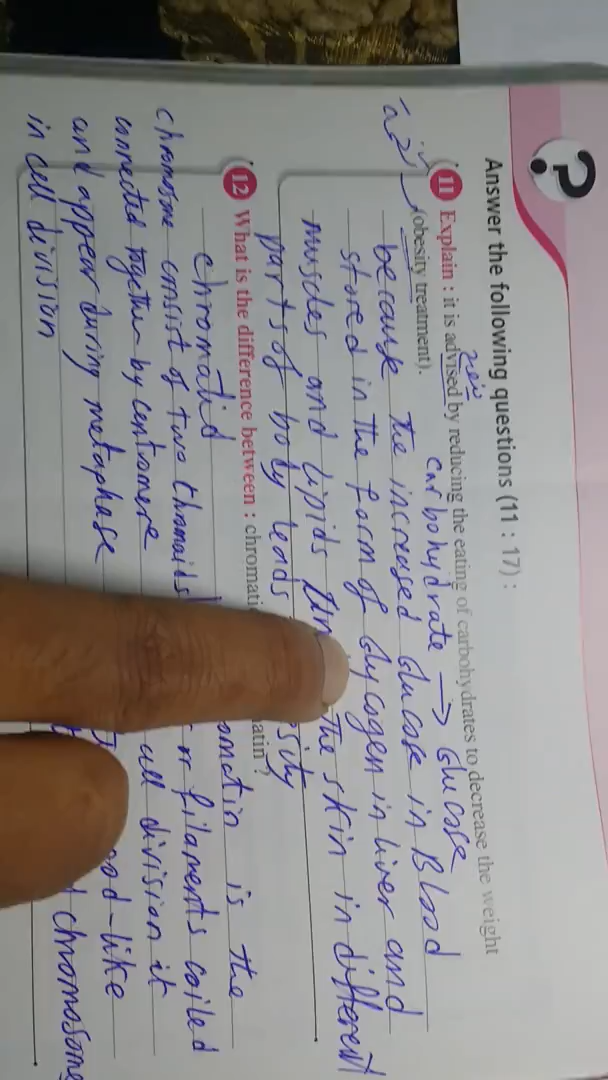 ?
Answer the following questions (11 : 17) :
11 Explain : it is advised by reducing the eating of carbohydrates to decrease the weight
(obesity treatment).
carbohydrate → Glucose
because the increased Glucose in Blood
stored in the form of Glycogen in liver and
muscles and Lipids the skin in different
parts of body leads
12 What is the difference between : chromati atin ?
chromatid omatin is the
chromosome consist of two chromatids or filaments coiled
connected together by centromere cell division it
and appear during metaphase rod-like
in cell division chromosome